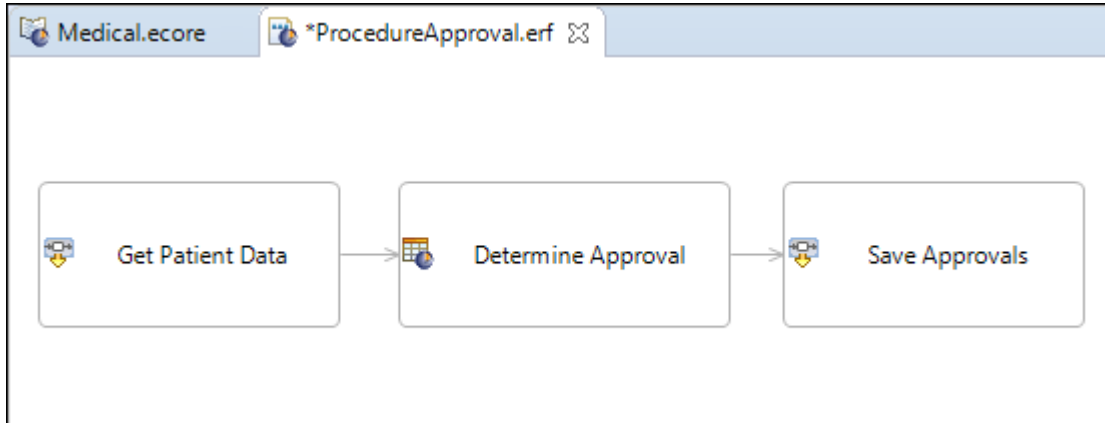 Medical.ecore
*ProcedureApproval.erf
Get Patient Data
Determine Approval
Save Approvals